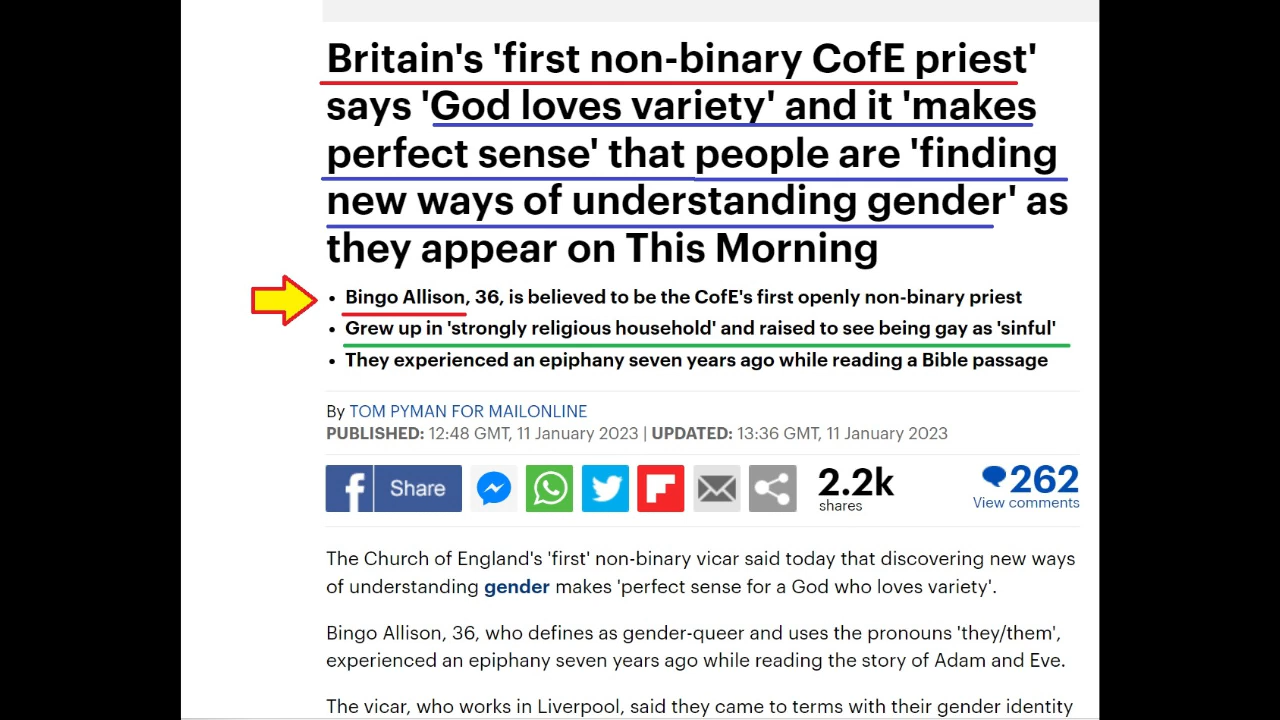 Britain's 'first non-binary CofE priest'
says 'God loves variety' and it 'makes
perfect sense' that people are 'finding
new ways of understanding gender' as
they appear on This Morning
• Bingo Allison, 36, is believed to be the CofE's first openly non-binary priest
• Grew up in 'strongly religious household' and raised to see being gay as 'sinful'
• They experienced an epiphany seven years ago while reading a Bible passage
By TOM PYMAN FOR MAILONLINE
PUBLISHED: 12:48 GMT, 11 January 2023 | UPDATED: 13:36 GMT, 11 January 2023
f Share
2.2k
shares
262
View comments
The Church of England's 'first' non-binary vicar said today that discovering new ways
of understanding gender makes 'perfect sense for a God who loves variety'.
Bingo Allison, 36, who defines as gender-queer and uses the pronouns 'they/them',
experienced an epiphany seven years ago while reading the story of Adam and Eve.
The vicar, who works in Liverpool, said they came to terms with their gender identity